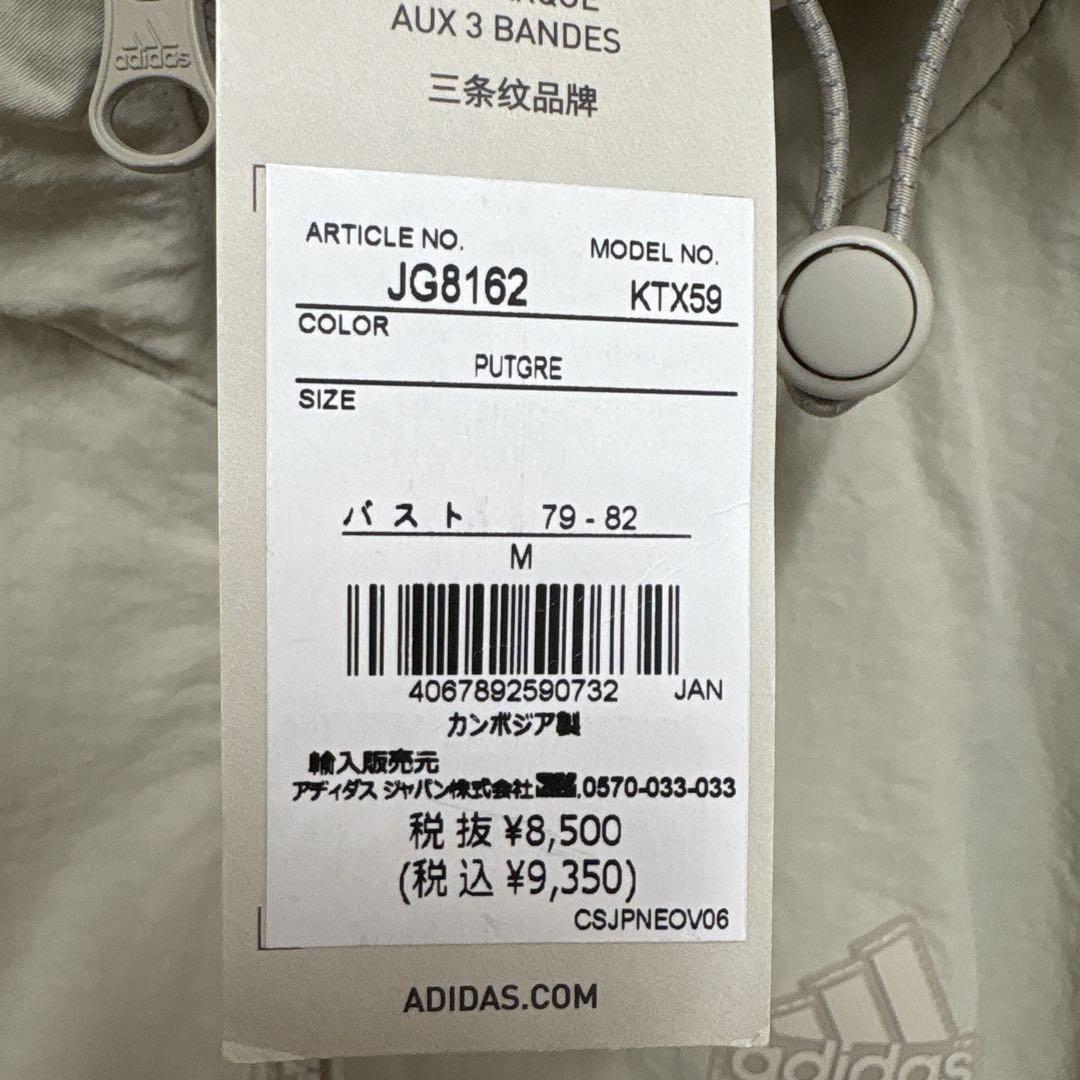 AUX 3 BANDES
三条纹品牌
adidas
ARTICLE NO. MODEL NO.
JG8162 KTX59
COLOR
PUTGRE
SIZE
バスト 79 - 82
M
4067892590732 JAN
カンボジア製
輸入販売元
アディダス ジャパン株式会社 .0570-033-033
税抜 ¥8,500
(税込 ¥9,350)
CSJPNEOV06
ADIDAS.COM
adidas